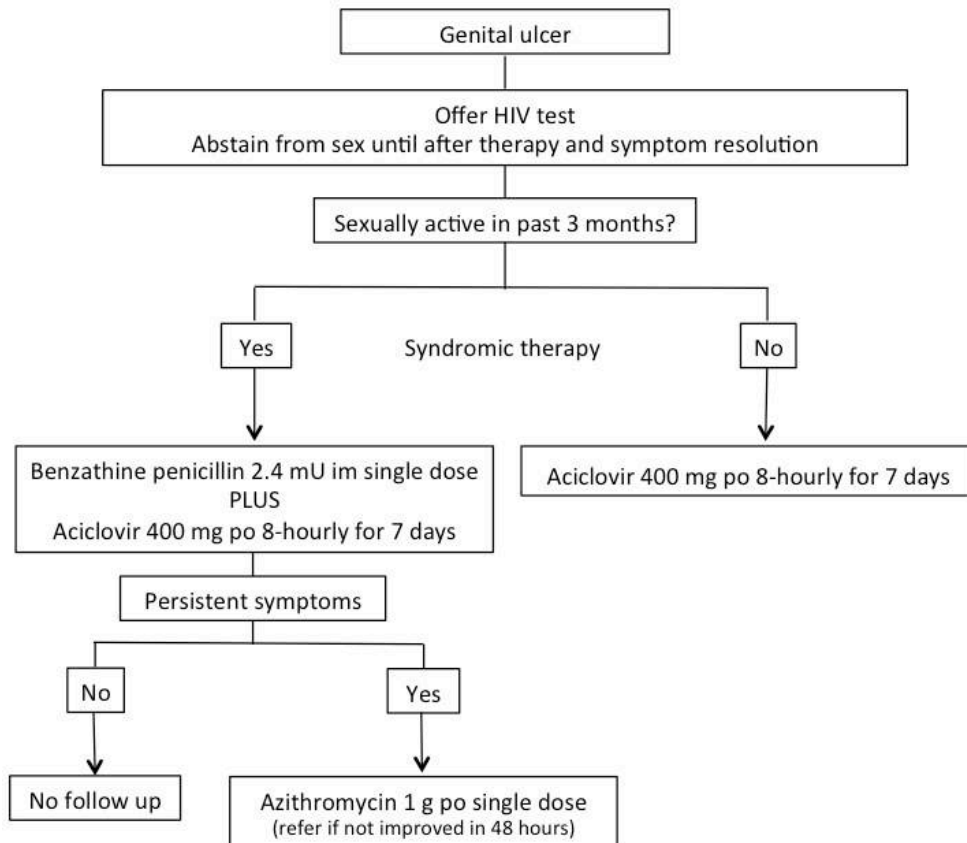 Genital ulcer
Offer HIV test
Abstain from sex until after therapy and symptom resolution
Sexually active in past 3 months?
Yes
Syndromic therapy
No
Benzathine penicillin 2.4 mU im single dose
PLUS
Aciclovir 400 mg po 8-hourly for 7 days
Aciclovir 400 mg po 8-hourly for 7 days
Persistent symptoms
No
Yes
No follow up
Azithromycin 1 g po single dose
(refer if not improved in 48 hours)